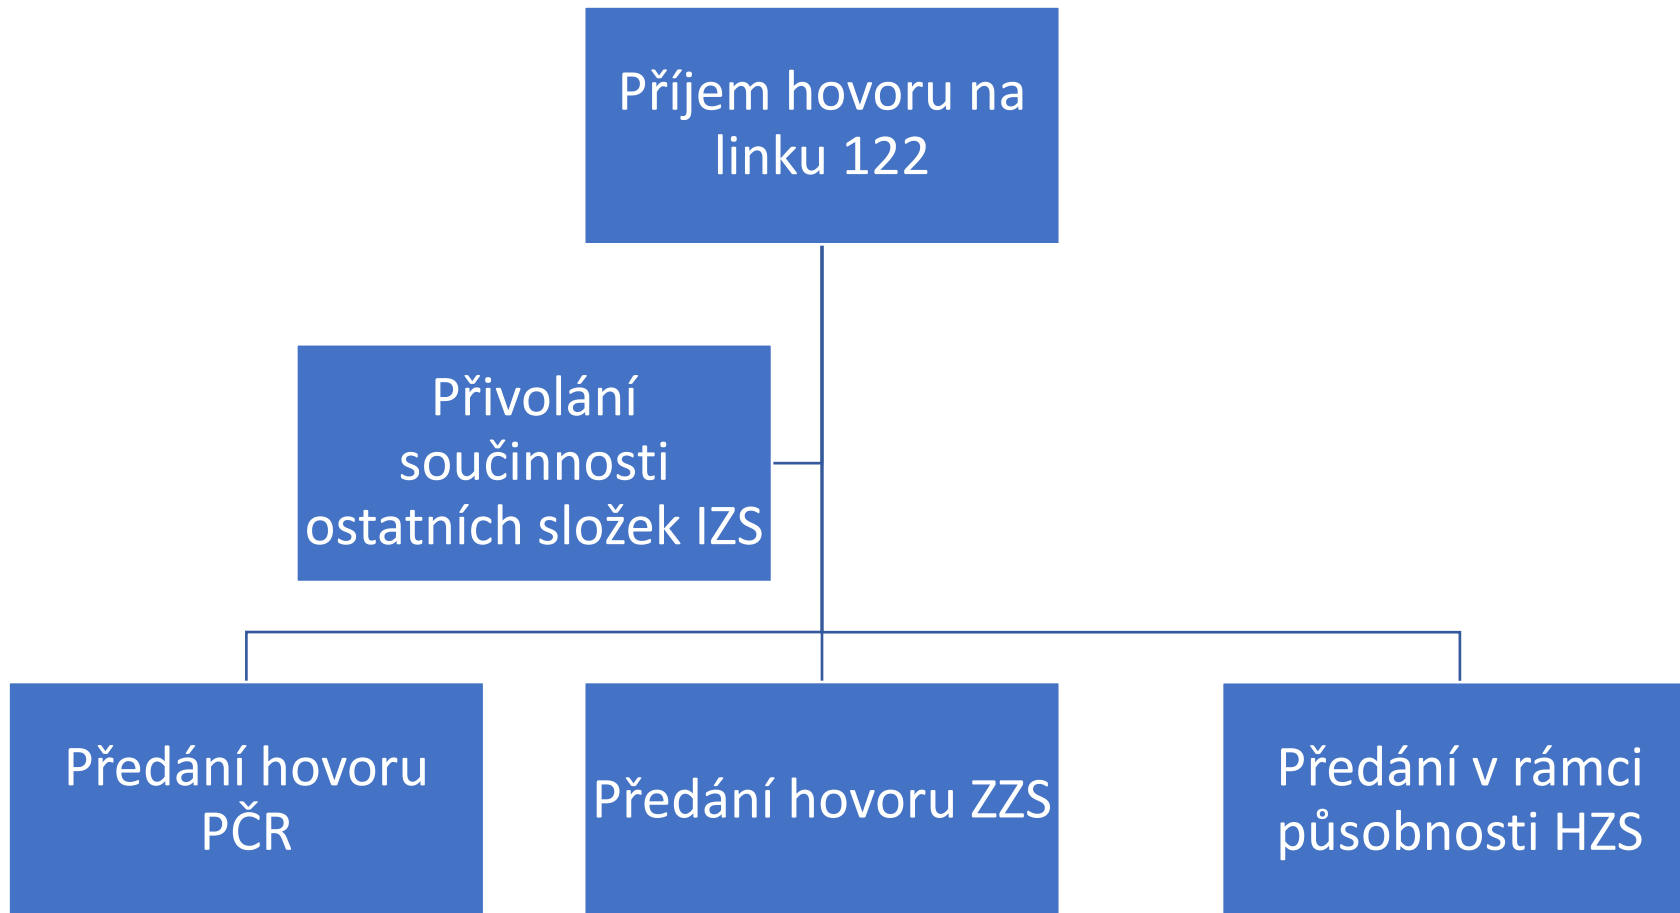 Příjem hovoru na
linku 122
Přivolání
součinnosti
ostatních složek IZS
Předání hovoru
PČR
Předání hovoru ZZS
Předání v rámci
působnosti HZS